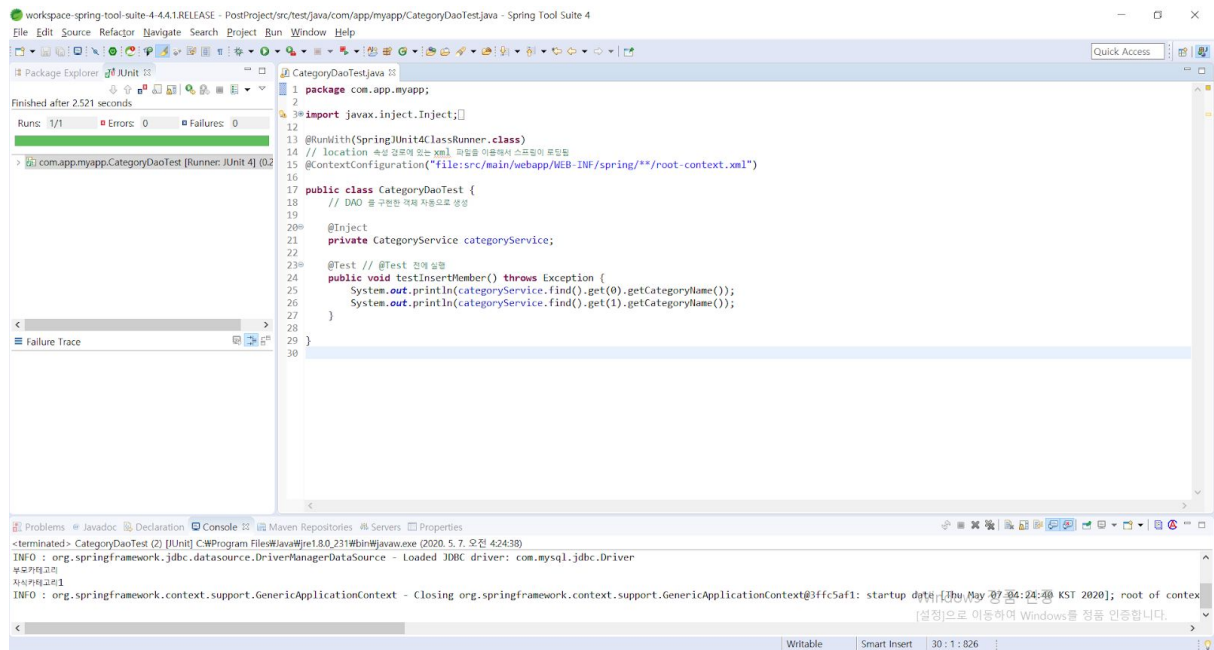 workspace-spring-tool-suite-4-4.4.1.RELEASE - PostProject/src/test/java/com/app/myapp/CategoryDaoTest.java - Spring Tool Suite 4
File Edit Source Refactor Navigate Search Project Run Window Help
Quick Access
Package Explorer JUnit
CategoryDaoTest.java
Finished after 2.521 seconds
Runs: 1/1 Errors: 0 Failures: 0
com.app.myapp.CategoryDaoTest [Runner: JUnit 4] (0.2
Failure Trace
1 package com.app.myapp;
2
3 import javax.inject.Inject;
12
13 @RunWith(SpringJUnit4ClassRunner.class)
14 // location 속성 경로에 있는 xml 파일을 이용해서 스프링이 로딩됨
15 @ContextConfiguration("file:src/main/webapp/WEB-INF/spring/**/root-context.xml")
16
17 public class CategoryDaoTest {
18 // DAO 를 구현한 객체 자동으로 생성
19
20 @Inject
21 private CategoryService categoryService;
22
23 @Test // @Test 전에 실행
24 public void testInsertMember() throws Exception {
25 System.out.println(categoryService.find().get(0).getCategoryName());
26 System.out.println(categoryService.find().get(1).getCategoryName());
27 }
28
29 }
30
Problems Javadoc Declaration Console Maven Repositories Servers Properties
<terminated> CategoryDaoTest (2) [JUnit] C:₩Program Files₩Java₩jre1.8.0_231₩bin₩javaw.exe (2020. 5. 7. 오전 4:24:38)
INFO : org.springframework.jdbc.datasource.DriverManagerDataSource - Loaded JDBC driver: com.mysql.jdbc.Driver
부모카테고리
자식카테고리1
INFO : org.springframework.context.support.GenericApplicationContext - Closing org.springframework.context.support.GenericApplicationContext@3ffc5af1: startup date [Thu May 07 04:24:40 KST 2020]; root of contex
Windows 정품 인증
[설정]으로 이동하여 Windows를 정품 인증합니다.
Writable Smart Insert 30 : 1 : 826